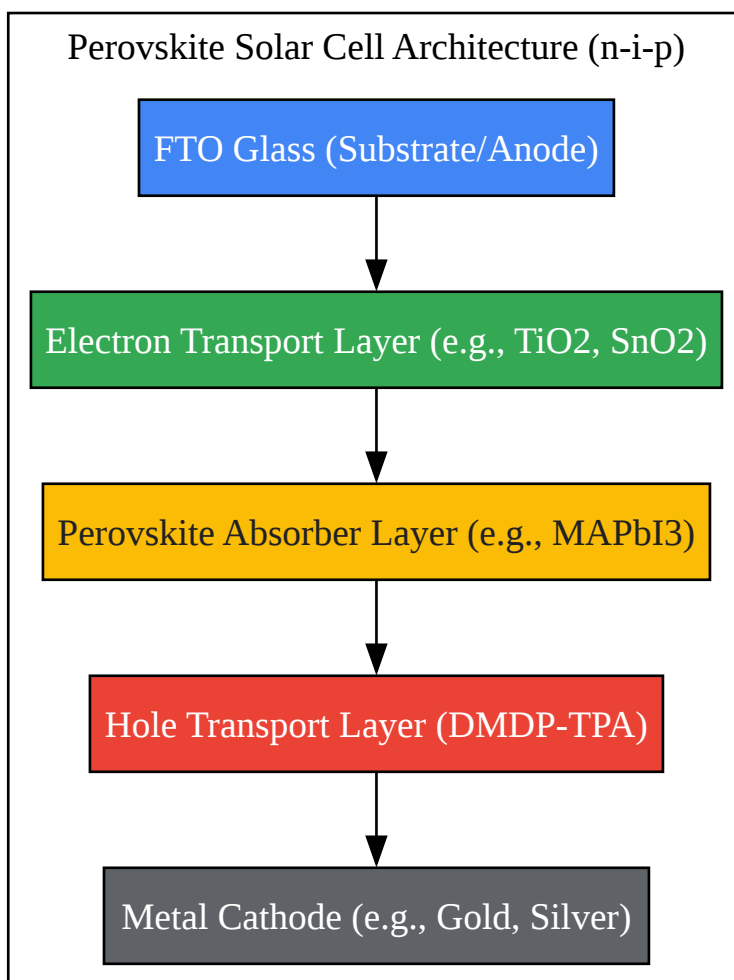 Perovskite Solar Cell Architecture (n-i-p)
FTO Glass (Substrate/Anode)
Electron Transport Layer (e.g., TiO2, SnO2)
Perovskite Absorber Layer (e.g., MAPbI3)
Hole Transport Layer (DMDP-TPA)
Metal Cathode (e.g., Gold, Silver)